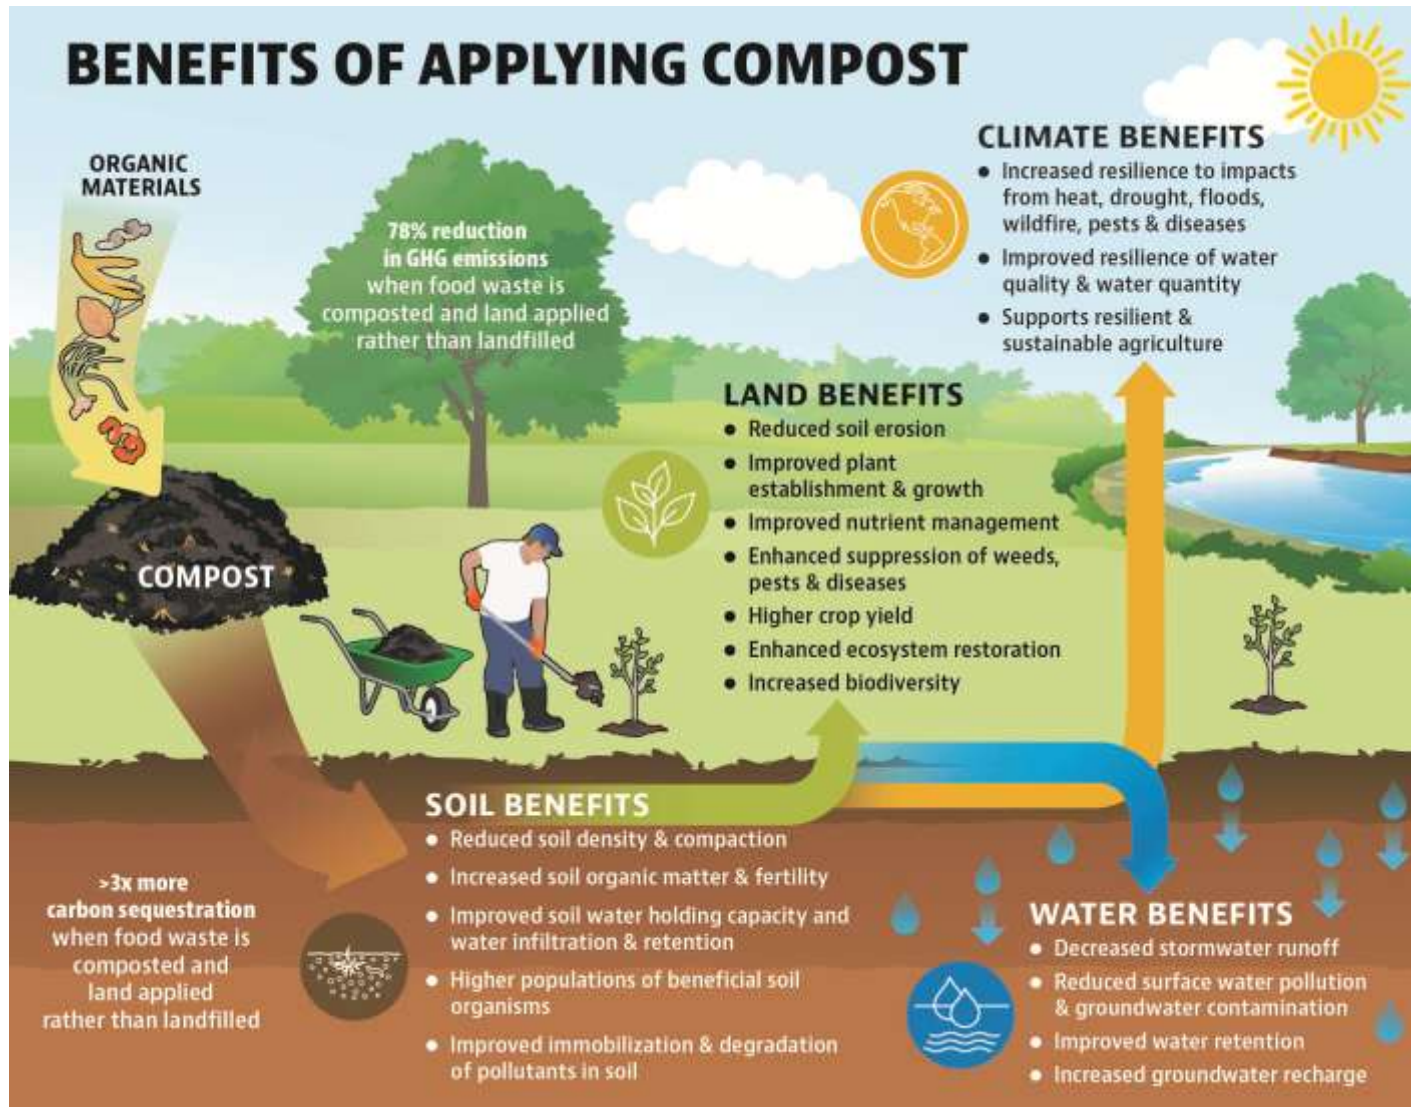 BENEFITS OF APPLYING COMPOST
ORGANIC
MATERIALS
78% reduction
in GHG emissions
when food waste is
composted and land applied
rather than landfilled
CLIMATE BENEFITS
● Increased resilience to impacts
from heat, drought, floods,
wildfire, pests & diseases
● Improved resilience of water
quality & water quantity
● Supports resilient &
sustainable agriculture
LAND BENEFITS
● Reduced soil erosion
● Improved plant
establishment & growth
● Improved nutrient management
● Enhanced suppression of weeds,
pests & diseases
● Higher crop yield
● Enhanced ecosystem restoration
● Increased biodiversity
COMPOST
SOIL BENEFITS
● Reduced soil density & compaction
● Increased soil organic matter & fertility
● Improved soil water holding capacity and
water infiltration & retention
● Higher populations of beneficial soil
organisms
● Improved immobilization & degradation
of pollutants in soil
>3x more
carbon sequestration
when food waste is
composted and
land applied
rather than landfilled
WATER BENEFITS
● Decreased stormwater runoff
● Reduced surface water pollution
& groundwater contamination
● Improved water retention
● Increased groundwater recharge